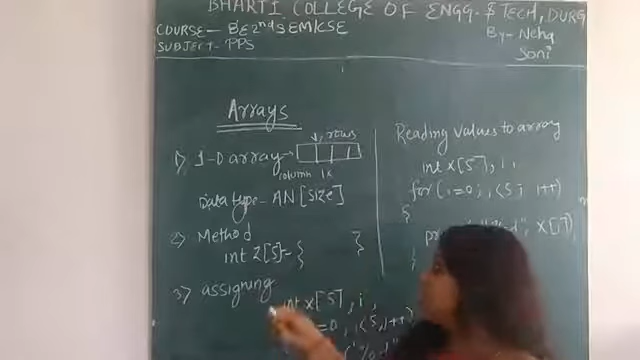 BHARTI COLLEGE OF ENGG. & TECH, DURG
COURSE- BE 2nd SEM/CSE
SUBJECT- PPS
By- Neha
Soni
Arrays
1) 1-D array → rows
column
Data type- AN [Size]
2) Method
int Z[5]= { }
3) assigning
int x[5], i,
=0, i<5, i++)
("%d"
Reading values to array
int x[5], i,
for (i=0; i<5; i++)
{
"%d", x[i]),
}